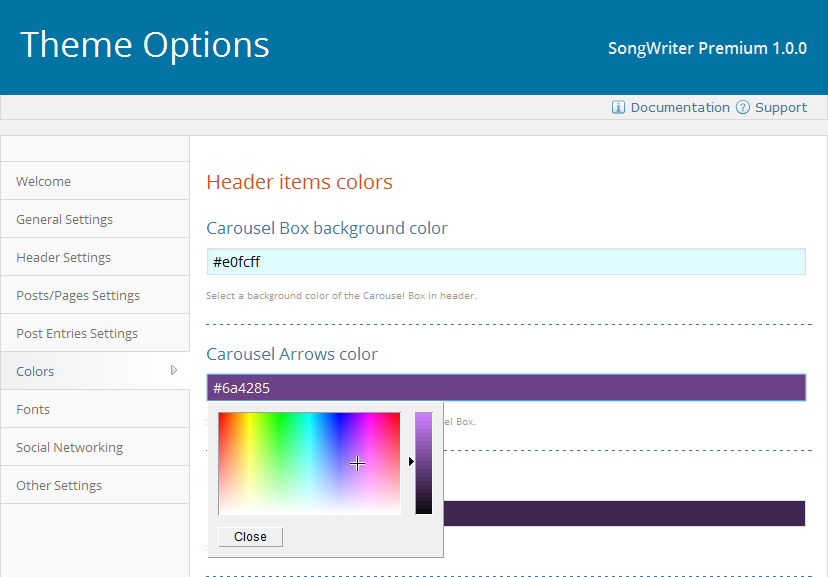 Theme Options
SongWriter Premium 1.0.0
Documentation
Support
Welcome
General Settings
Header Settings
Posts/Pages Settings
Post Entries Settings
Colors
Fonts
Social Networking
Other Settings
Header items colors
Carousel Box background color
#e0fcff
Select a background color of the Carousel Box in header.
Carousel Arrows color
#6a4285
el Box.
Close